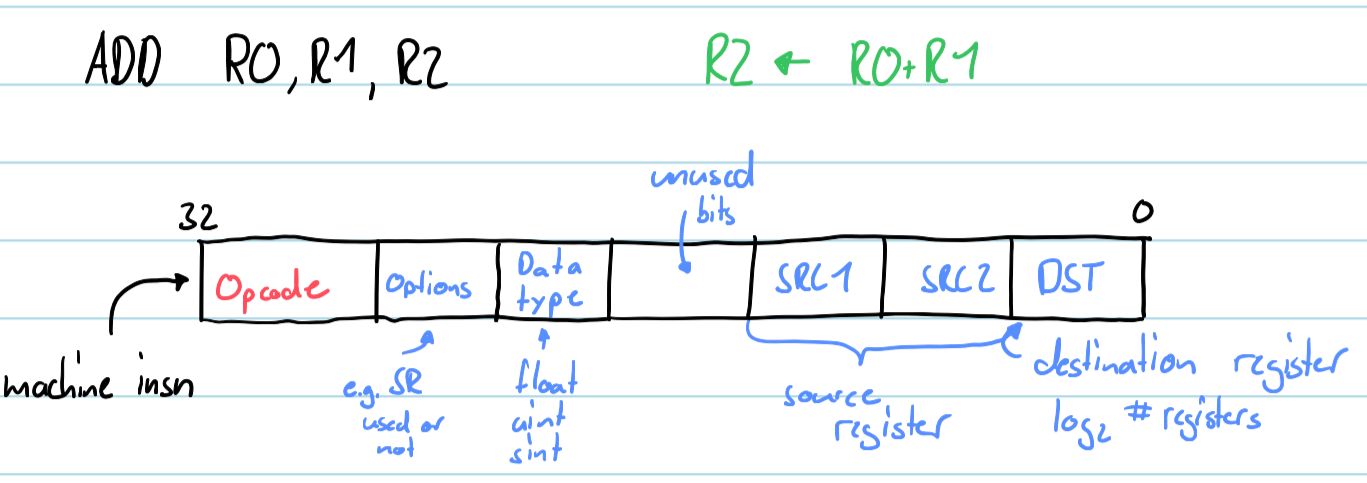 ADD R0, R1, R2
R2 ← R0+R1
unused
bits
32
0
Opcode
Options
Data
type
SRC1
SRC2
DST
machine insn
e.g. SR
used or
not
float
uint
sint
source
register
destination register
log₂ # registers